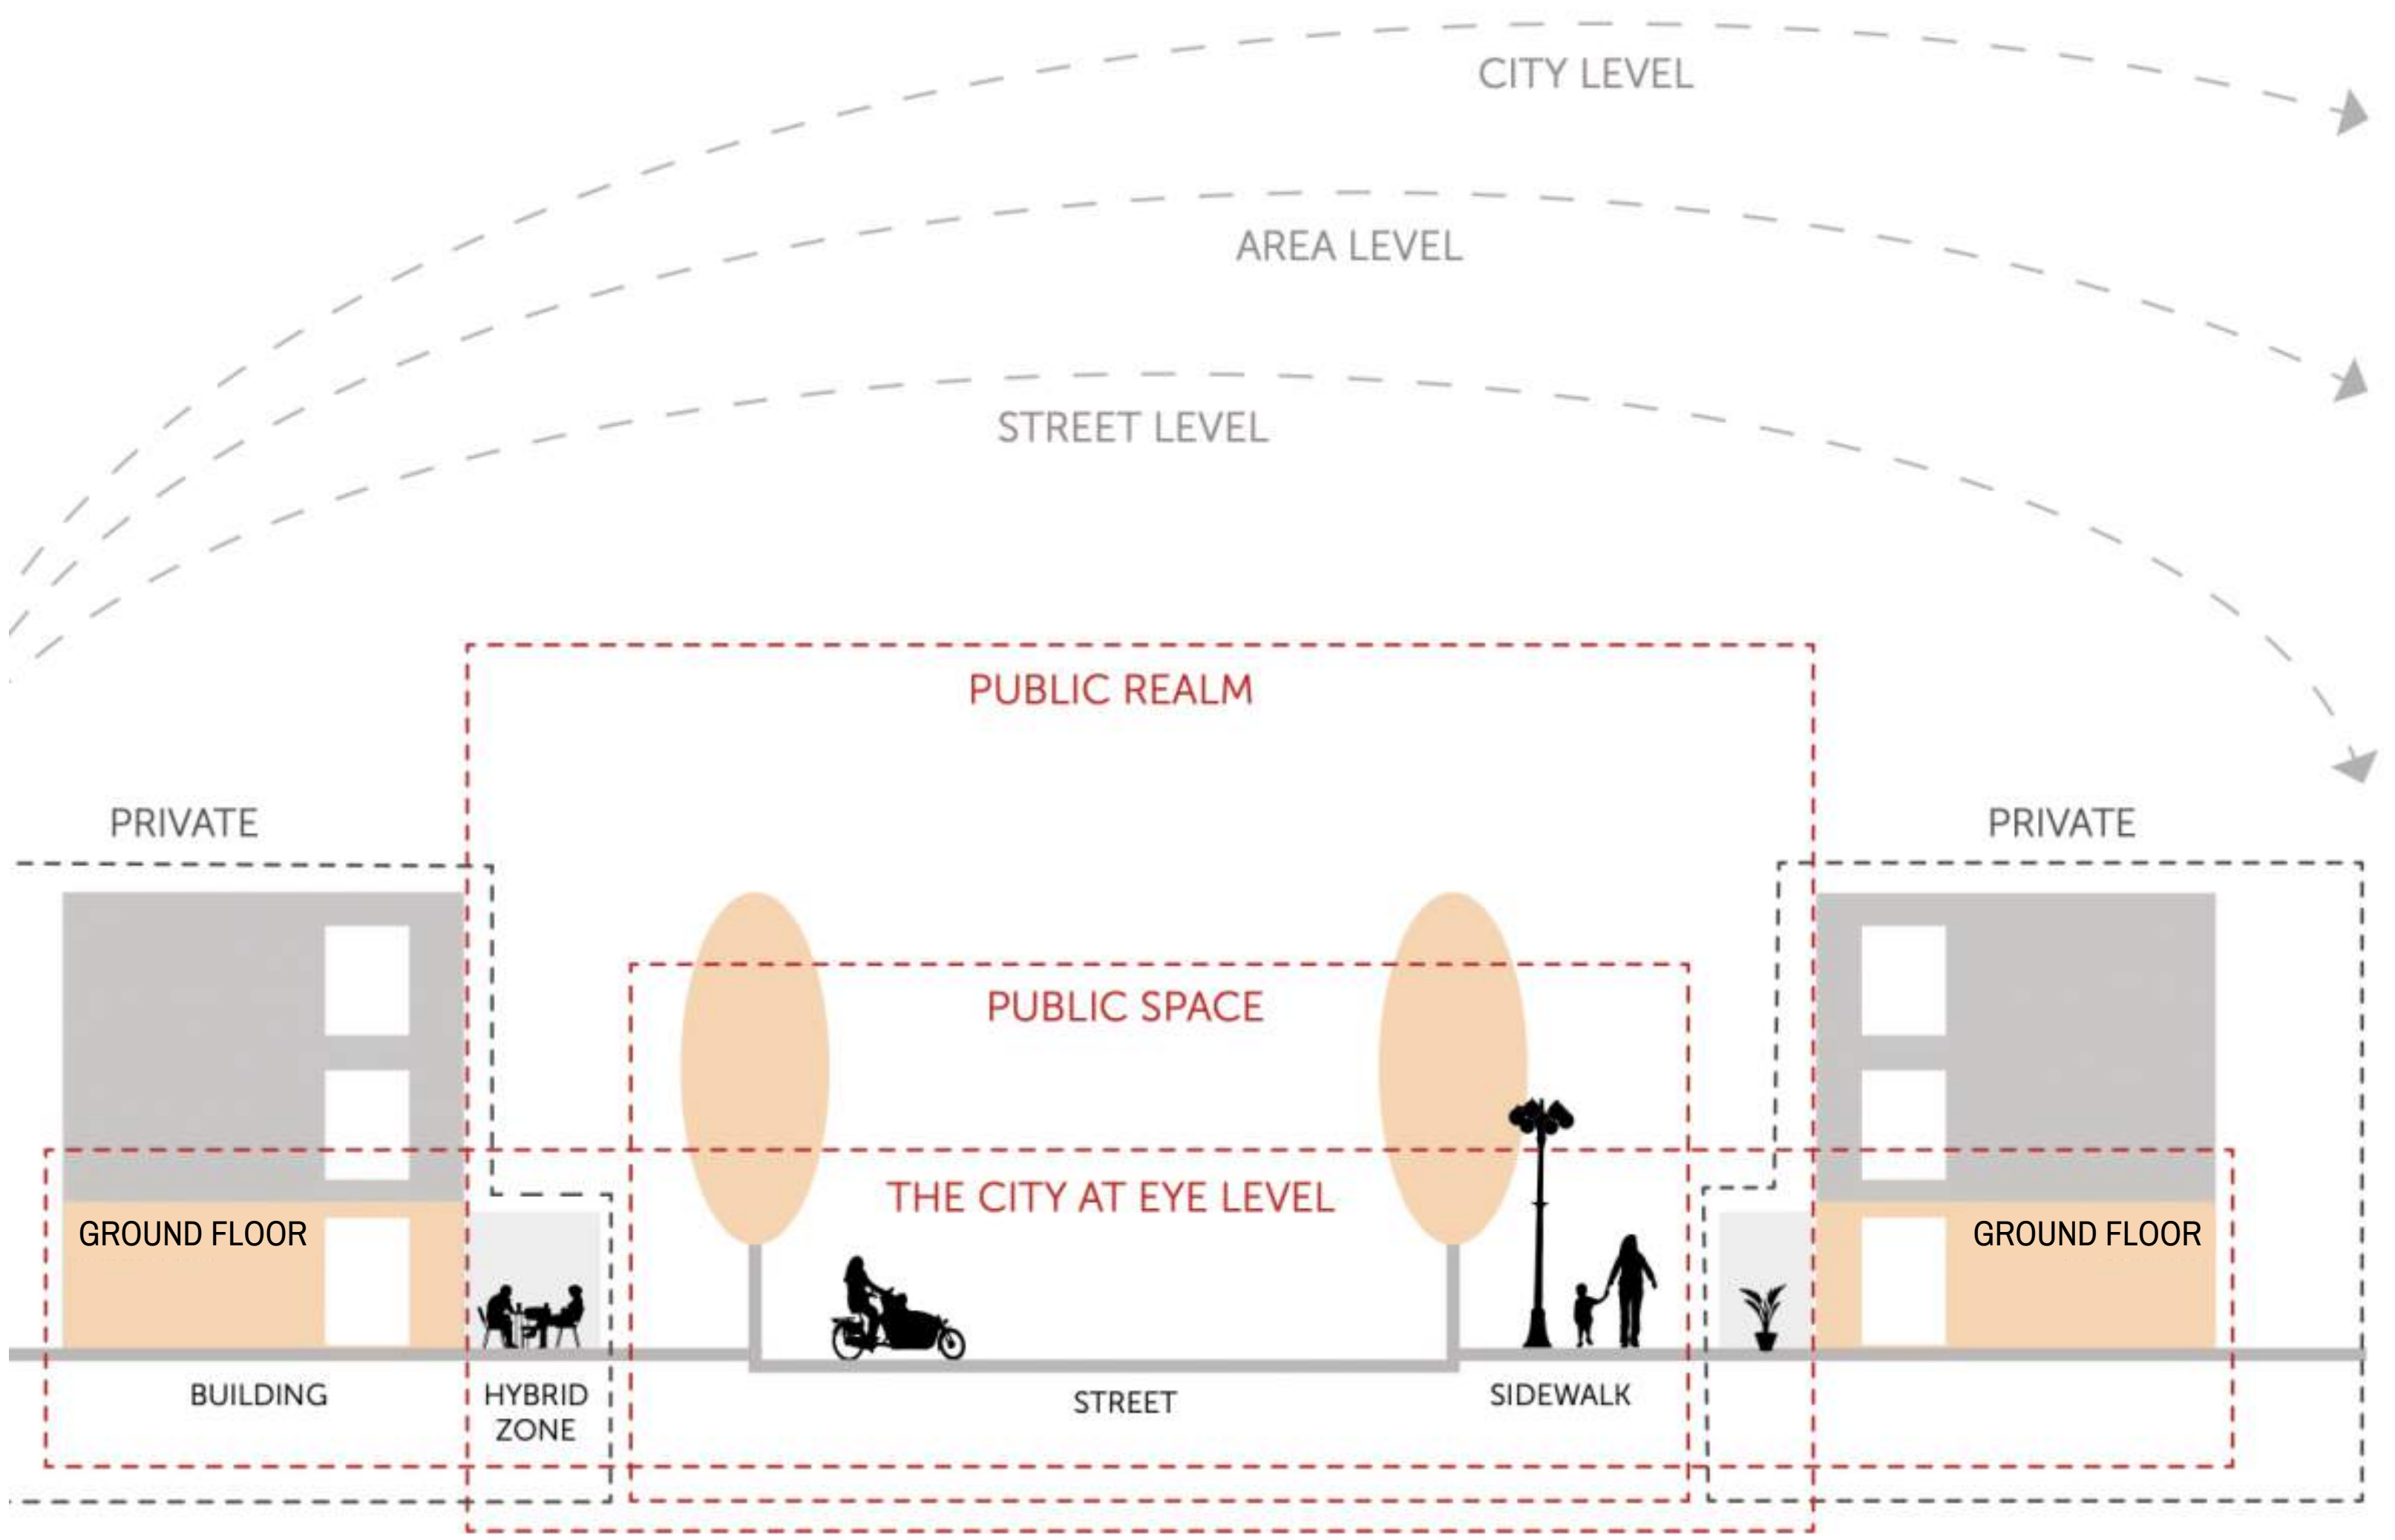 CITY LEVEL
AREA LEVEL
STREET LEVEL
PUBLIC REALM
PRIVATE
PRIVATE
PUBLIC SPACE
THE CITY AT EYE LEVEL
GROUND FLOOR
GROUND FLOOR
BUILDING
HYBRID
ZONE
STREET
SIDEWALK